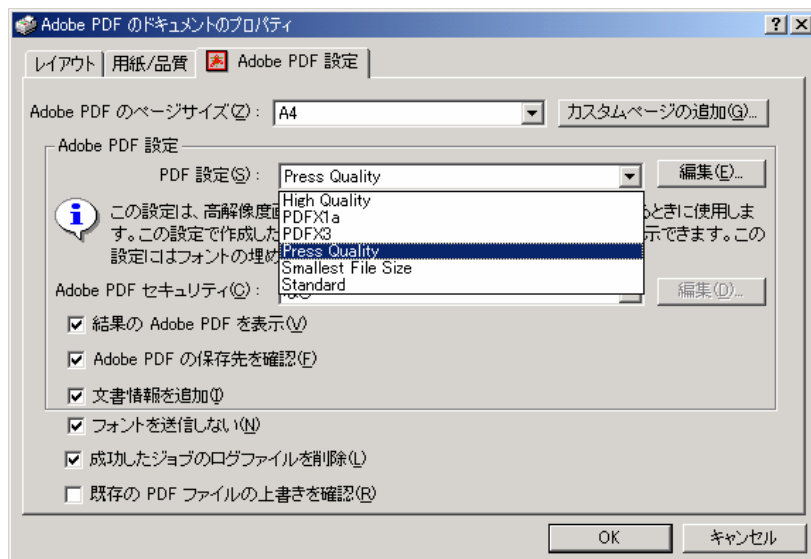 Adobe PDF のドキュメントのプロパティ
レイアウト 用紙/品質 Adobe PDF 設定
Adobe PDF のページサイズ(Z): A4 カスタムページの追加(G)...
Adobe PDF 設定
PDF 設定(S): Press Quality 編集(E)...
High Quality
PDFX1a
PDFX3
Press Quality
Smallest File Size
Standard
この設定は、高解像度 るときに使用しま
す。この設定で作成した 示できます。この
設定にはフォントの埋め
Adobe PDF セキュリティ(C): 編集(D)...
結果の Adobe PDF を表示(V)
Adobe PDF の保存先を確認(F)
文書情報を追加(I)
フォントを送信しない(N)
成功したジョブのログファイルを削除(L)
既存の PDF ファイルの上書きを確認(R)
OK キャンセル